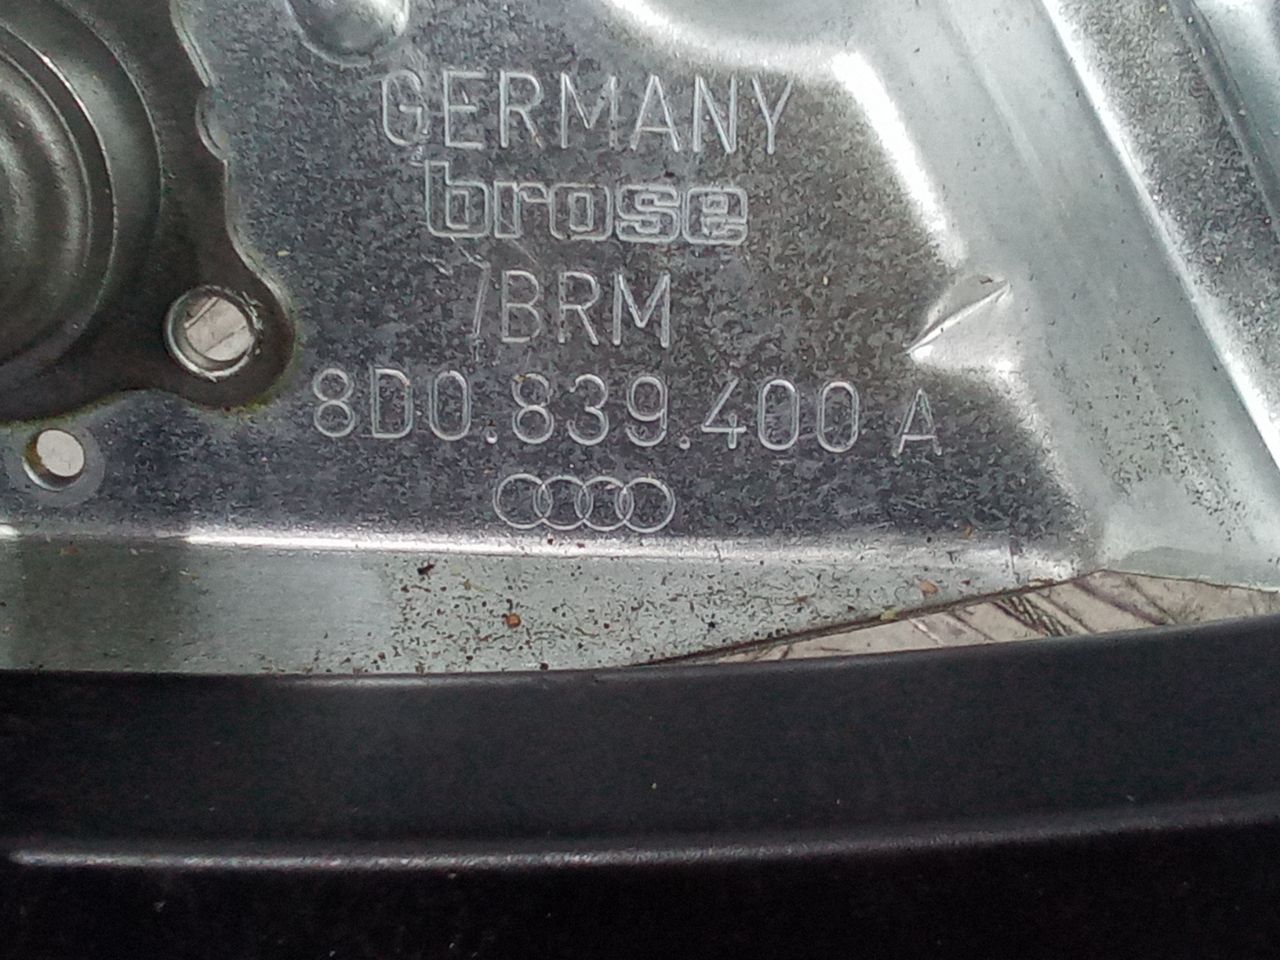 GERMANY
brose
/BRM
8D0.839.400 A